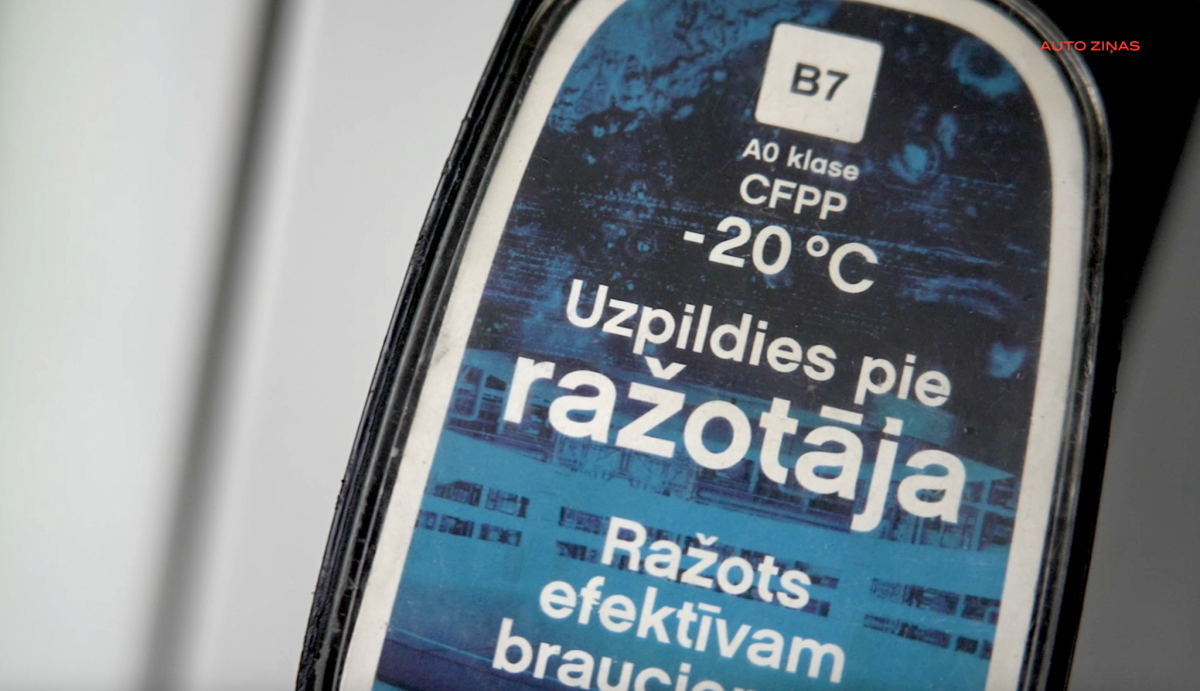 AUTO ZIŅAS
B7
A0 klase
CFPP
-20 °C
Uzpildies pie
ražotāja
Ražots
efektīvam